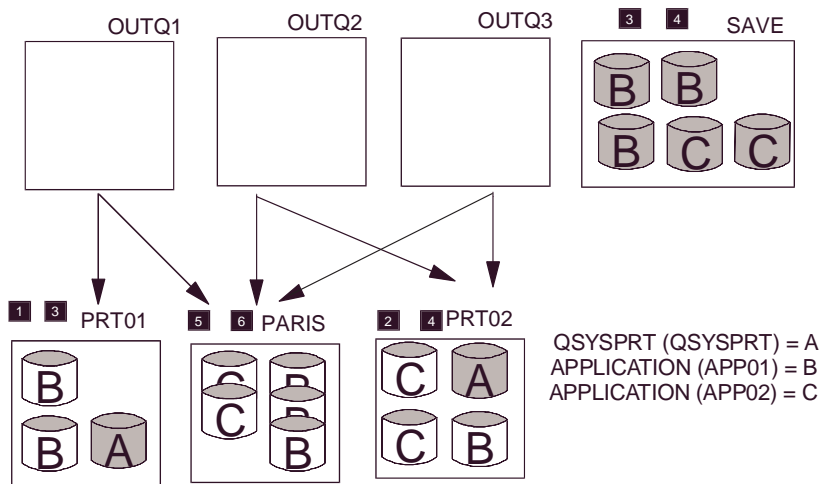 OUTQ1
OUTQ2
OUTQ3
3 4 SAVE
B B
B C C
1 3 PRT01
5 6 PARIS
2 4 PRT02
B
B A
C B
C B
B
C A
C B
QSYSPRT (QSYSPRT) = A
APPLICATION (APP01) = B
APPLICATION (APP02) = C